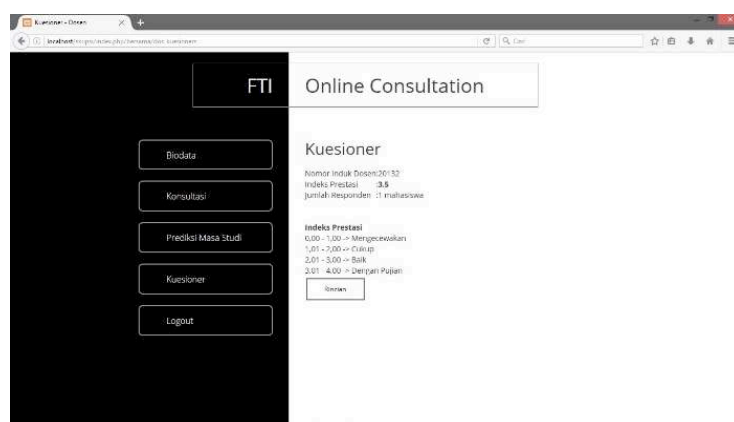 Kuesioner - Dosen
Cari
FTI
Online Consultation
Biodata
Konsultasi
Prediksi Masa Studi
Kuesioner
Logout
Kuesioner
Nomor Induk Dosen:20132
Indeks Prestasi :3.5
Jumlah Responden :1 mahasiswa
Indeks Prestasi
0,00 - 1,00 -> Mengecewakan
1,01 - 2,00 -> Cukup
2,01 - 3,00 -> Baik
3,01 - 4,00 -> Dengan Pujian
Rincian